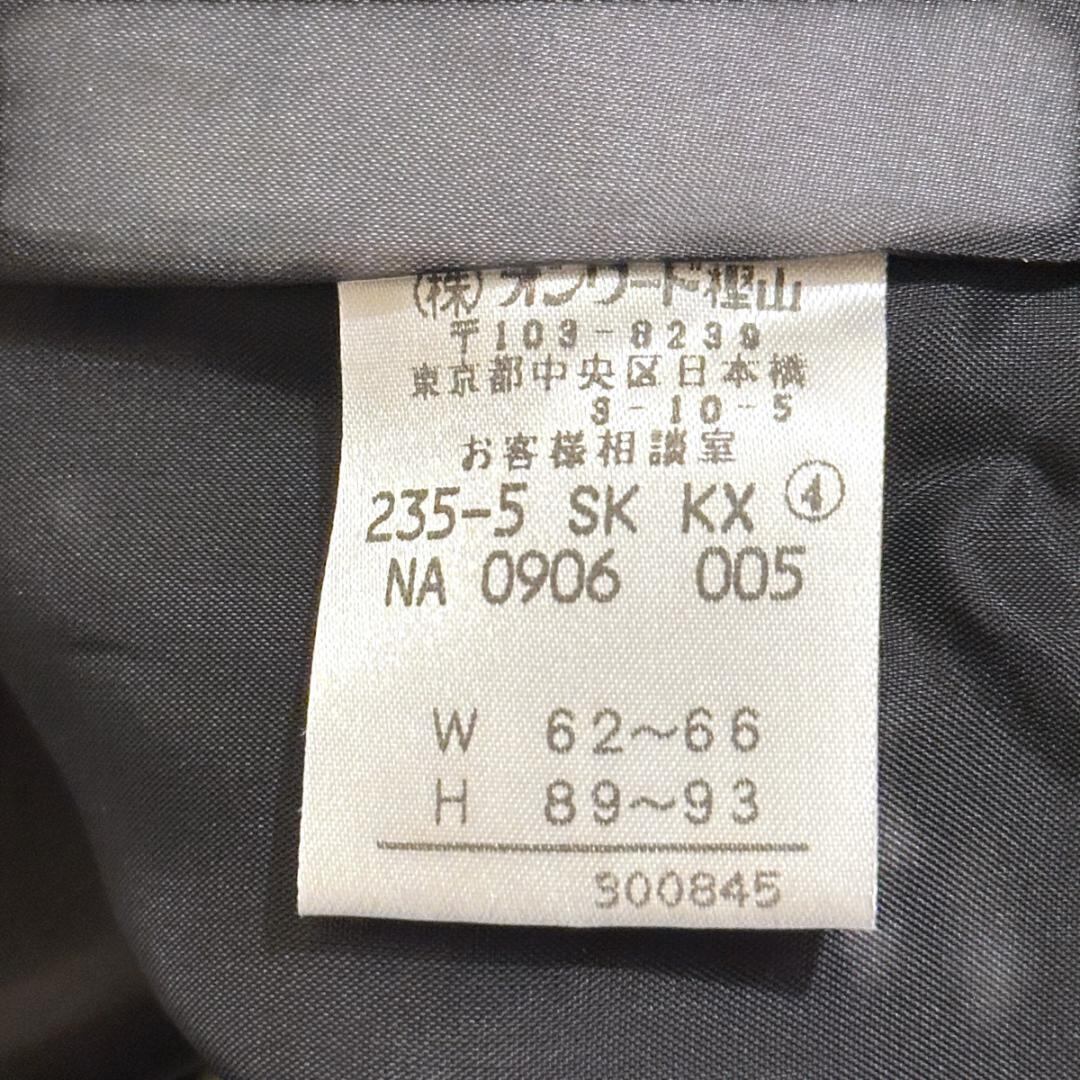 (株)オンワード樫山
〒103-8239
東京都中央区日本橋
3-10-5
お客様相談室
235-5 SK KX ④
NA 0906 005
W 62~66
H 89~93
300845